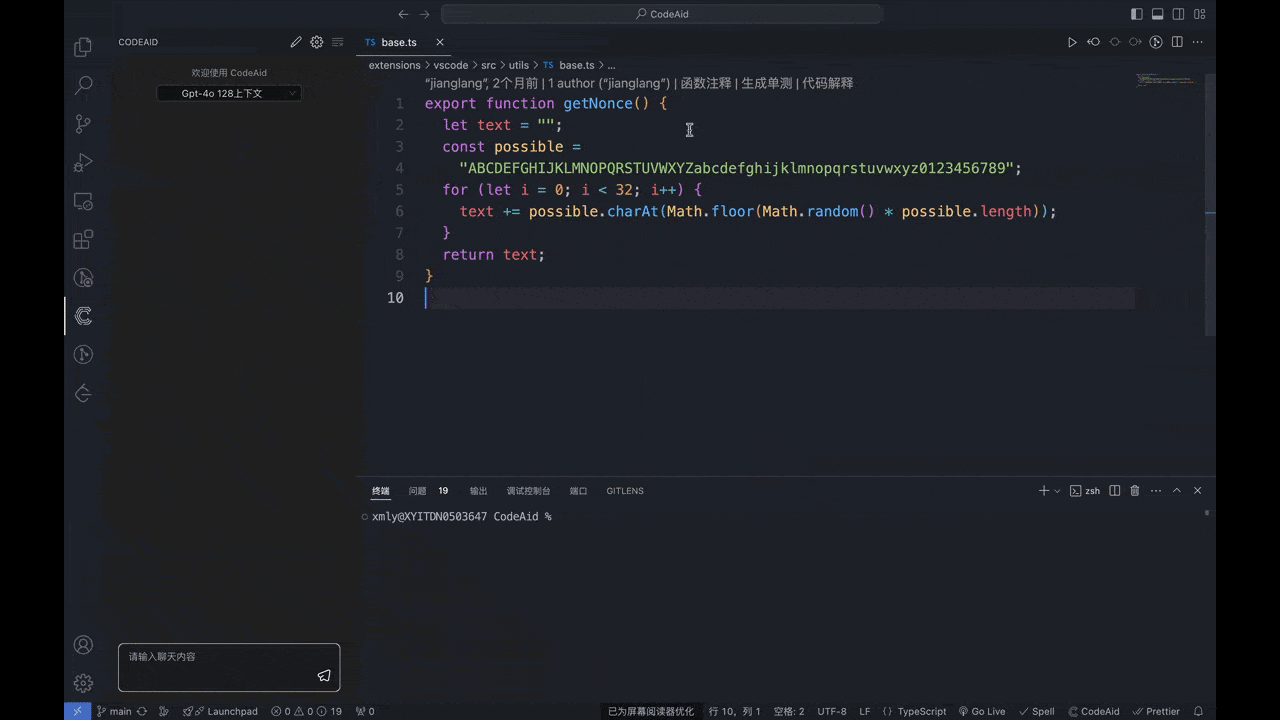 CodeAid
CODEAID
欢迎使用 CodeAid
Gpt-4o 128上下文
请输入聊天内容
TS base.ts
extensions > vscode > src > utils > TS base.ts > ...
"jianglang", 2个月前 | 1 author ("jianglang") | 函数注释 | 生成单测 | 代码解释
1 export function getNonce() {
2 let text = "";
3 const possible =
4 "ABCDEFGHIJKLMNOPQRSTUVWXYZabcdefghijklmnopqrstuvwxyz0123456789";
5 for (let i = 0; i < 32; i++) {
6 text += possible.charAt(Math.floor(Math.random() * possible.length));
7 }
8 return text;
9 }
10
终端 问题 19 输出 调试控制台 端口 GITLENS
zsh
xmly@XYITDN0503647 CodeAid %
main Launchpad 0 0 19 0 已为屏幕阅读器优化 行 10, 列 1 空格: 2 UTF-8 LF { } TypeScript Go Live Spell CodeAid Prettier